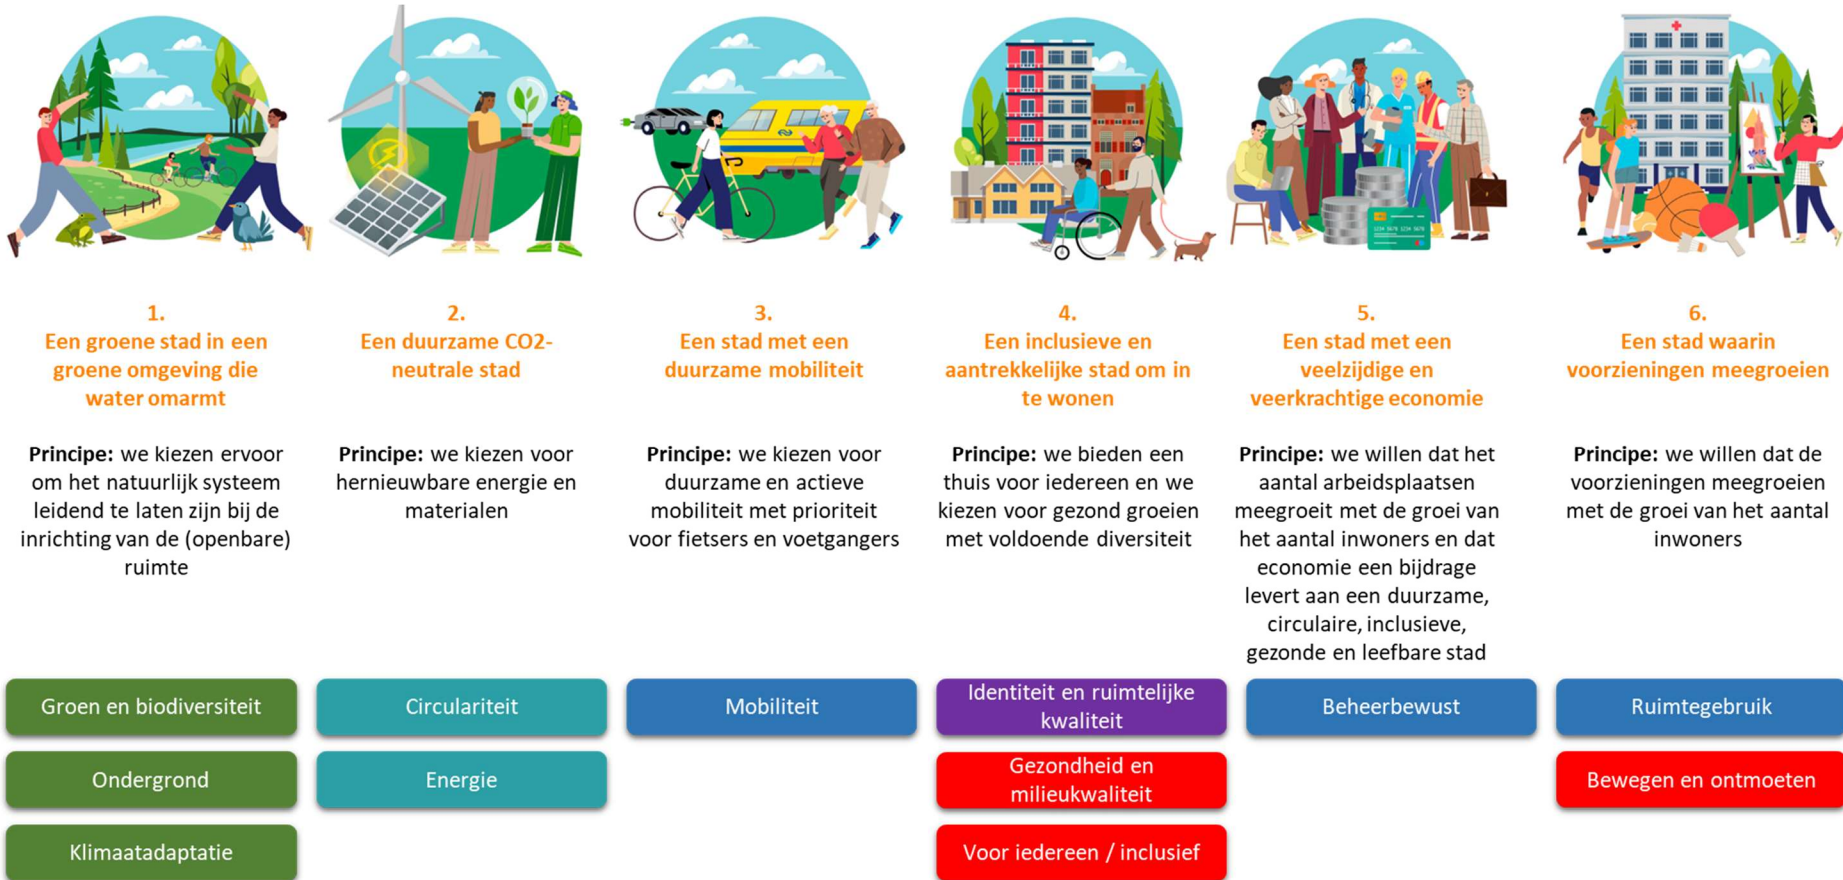 1.
Een groene stad in een
groene omgeving die
water omarmt
Principe: we kiezen ervoor
om het natuurlijk systeem
leidend te laten zijn bij de
inrichting van de (openbare)
ruimte
Groen en biodiversiteit
Ondergrond
Klimaatadaptatie
2.
Een duurzame CO2-
neutrale stad
Principe: we kiezen voor
hernieuwbare energie en
materialen
Circulariteit
Energie
3.
Een stad met een
duurzame mobiliteit
Principe: we kiezen voor
duurzame en actieve
mobiliteit met prioriteit
voor fietsers en voetgangers
Mobiliteit
4.
Een inclusieve en
aantrekkelijke stad om in
te wonen
Principe: we bieden een
thuis voor iedereen en we
kiezen voor gezond groeien
met voldoende diversiteit
Identiteit en ruimtelijke
kwaliteit
Gezondheid en
milieukwaliteit
Voor iedereen / inclusief
5.
Een stad met een
veelzijdige en
veerkrachtige economie
Principe: we willen dat het
aantal arbeidsplaatsen
meegroeit met de groei van
het aantal inwoners en dat
economie een bijdrage
levert aan een duurzame,
circulaire, inclusieve,
gezonde en leefbare stad
Beheerbewust
6.
Een stad waarin
voorzieningen meegroeien
Principe: we willen dat de
voorzieningen meegroeien
met de groei van het aantal
inwoners
Ruimtegebruik
Bewegen en ontmoeten